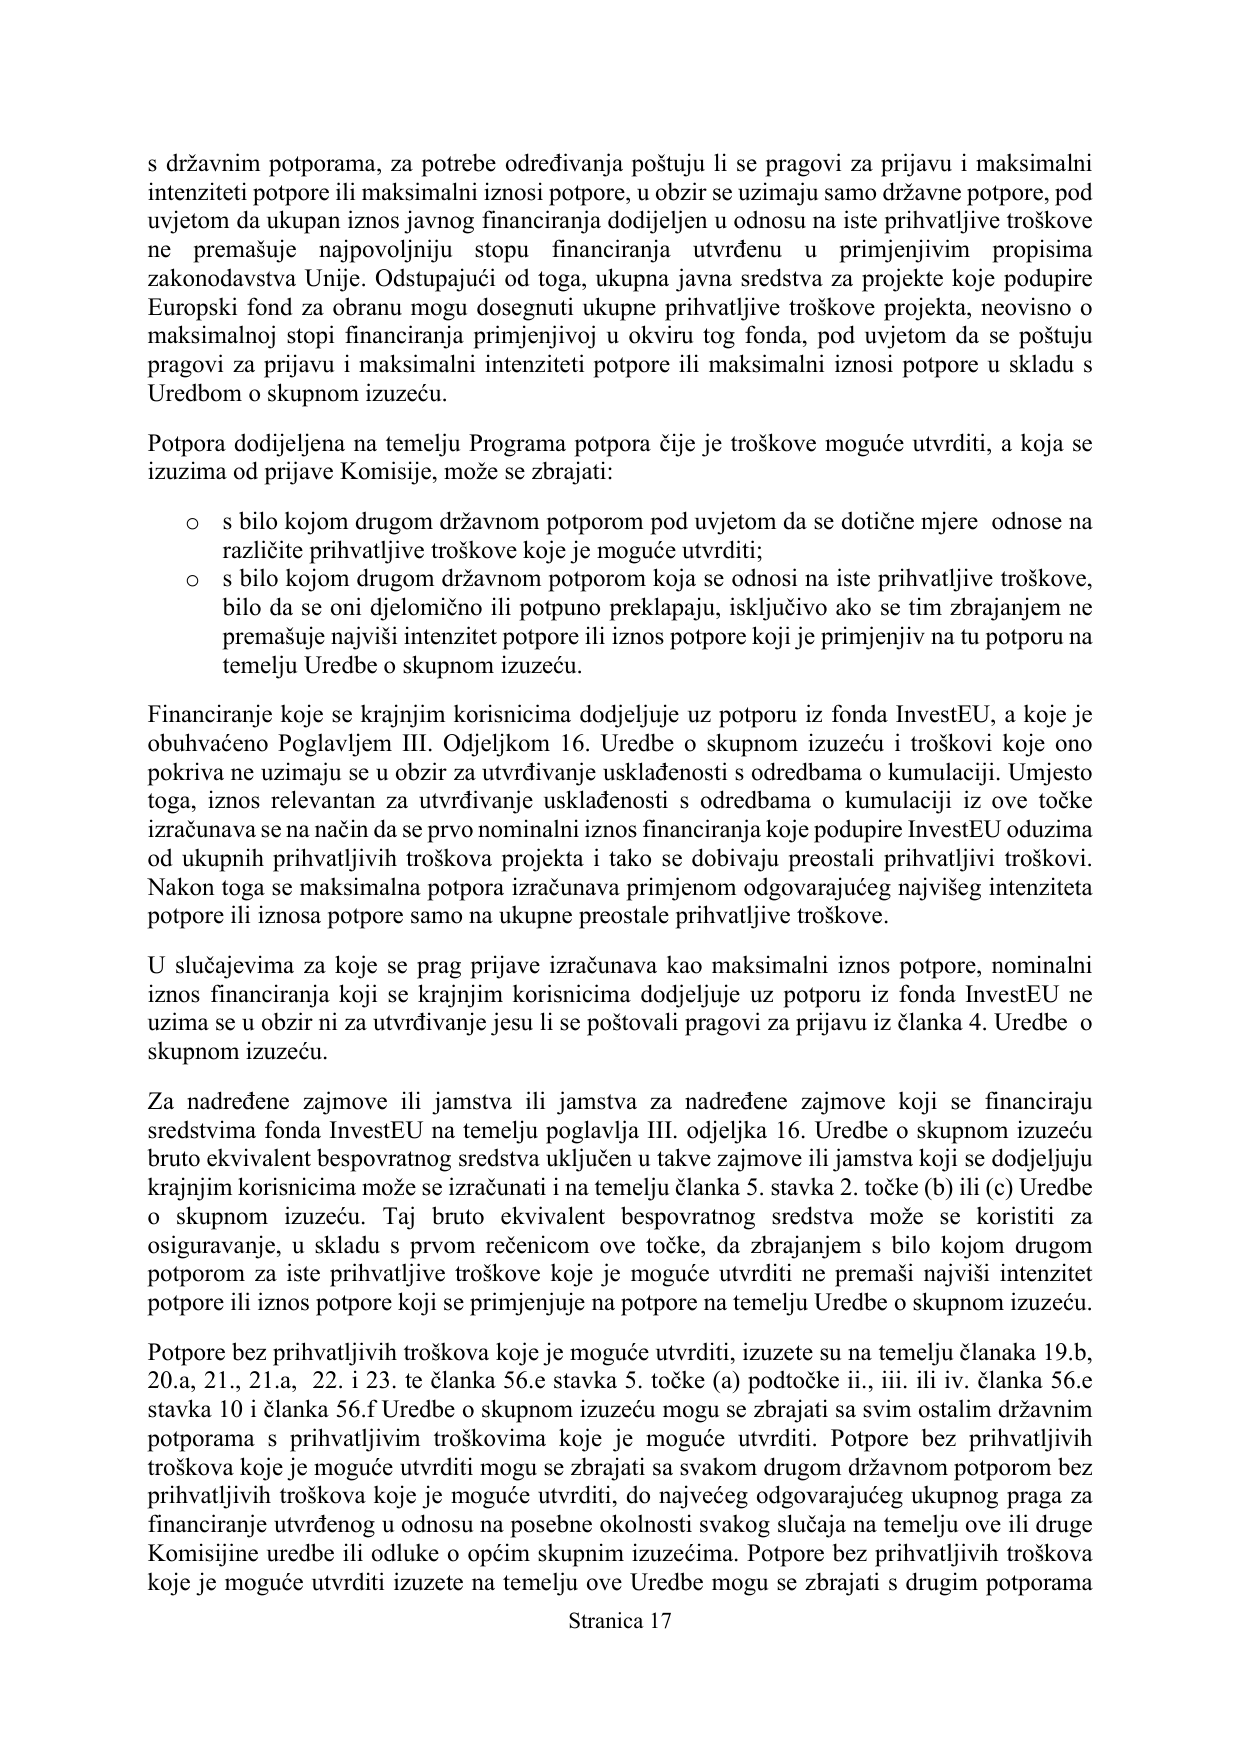 s državnim potporama, za potrebe određivanja poštuju li se pragovi za prijavu i maksimalni
intenziteti potpore ili maksimalni iznosi potpore, u obzir se uzimaju samo državne potpore, pod
uvjetom da ukupan iznos javnog financiranja dodijeljen u odnosu na iste prihvatljive troškove
ne premašuje najpovoljniju stopu financiranja utvrđenu u primjenjivim propisima
zakonodavstva Unije. Odstupajući od toga, ukupna javna sredstva za projekte koje podupire
Europski fond za obranu mogu dosegnuti ukupne prihvatljive troškove projekta, neovisno o
maksimalnoj stopi financiranja primjenjivoj u okviru tog fonda, pod uvjetom da se poštuju
pragovi za prijavu i maksimalni intenziteti potpore ili maksimalni iznosi potpore u skladu s
Uredbom o skupnom izuzeću.
Potpora dodijeljena na temelju Programa potpora čije je troškove moguće utvrditi, a koja se
izuzima od prijave Komisije, može se zbrajati:
o s bilo kojom drugom državnom potporom pod uvjetom da se dotične mjere  odnose na
različite prihvatljive troškove koje je moguće utvrditi;
o s bilo kojom drugom državnom potporom koja se odnosi na iste prihvatljive troškove,
bilo da se oni djelomično ili potpuno preklapaju, isključivo ako se tim zbrajanjem ne
premašuje najviši intenzitet potpore ili iznos potpore koji je primjenjiv na tu potporu na
temelju Uredbe o skupnom izuzeću.
Financiranje koje se krajnjim korisnicima dodjeljuje uz potporu iz fonda InvestEU, a koje je
obuhvaćeno Poglavljem III. Odjeljkom 16. Uredbe o skupnom izuzeću i troškovi koje ono
pokriva ne uzimaju se u obzir za utvrđivanje usklađenosti s odredbama o kumulaciji. Umjesto
toga, iznos relevantan za utvrđivanje usklađenosti s odredbama o kumulaciji iz ove točke
izračunava se na način da se prvo nominalni iznos financiranja koje podupire InvestEU oduzima
od ukupnih prihvatljivih troškova projekta i tako se dobivaju preostali prihvatljivi troškovi.
Nakon toga se maksimalna potpora izračunava primjenom odgovarajućeg najvišeg intenziteta
potpore ili iznosa potpore samo na ukupne preostale prihvatljive troškove.
U slučajevima za koje se prag prijave izračunava kao maksimalni iznos potpore, nominalni
iznos financiranja koji se krajnjim korisnicima dodjeljuje uz potporu iz fonda InvestEU ne
uzima se u obzir ni za utvrđivanje jesu li se poštovali pragovi za prijavu iz članka 4. Uredbe  o
skupnom izuzeću.
Za nadređene zajmove ili jamstva ili jamstva za nadređene zajmove koji se financiraju
sredstvima fonda InvestEU na temelju poglavlja III. odjeljka 16. Uredbe o skupnom izuzeću
bruto ekvivalent bespovratnog sredstva uključen u takve zajmove ili jamstva koji se dodjeljuju
krajnjim korisnicima može se izračunati i na temelju članka 5. stavka 2. točke (b) ili (c) Uredbe
o skupnom izuzeću. Taj bruto ekvivalent bespovratnog sredstva može se koristiti za
osiguravanje, u skladu s prvom rečenicom ove točke, da zbrajanjem s bilo kojom drugom
potporom za iste prihvatljive troškove koje je moguće utvrditi ne premaši najviši intenzitet
potpore ili iznos potpore koji se primjenjuje na potpore na temelju Uredbe o skupnom izuzeću.
Potpore bez prihvatljivih troškova koje je moguće utvrditi, izuzete su na temelju članaka 19.b,
20.a, 21., 21.a,  22. i 23. te članka 56.e stavka 5. točke (a) podtočke ii., iii. ili iv. članka 56.e
stavka 10 i članka 56.f Uredbe o skupnom izuzeću mogu se zbrajati sa svim ostalim državnim
potporama s prihvatljivim troškovima koje je moguće utvrditi. Potpore bez prihvatljivih
troškova koje je moguće utvrditi mogu se zbrajati sa svakom drugom državnom potporom bez
prihvatljivih troškova koje je moguće utvrditi, do najvećeg odgovarajućeg ukupnog praga za
financiranje utvrđenog u odnosu na posebne okolnosti svakog slučaja na temelju ove ili druge
Komisijine uredbe ili odluke o općim skupnim izuzećima. Potpore bez prihvatljivih troškova
koje je moguće utvrditi izuzete na temelju ove Uredbe mogu se zbrajati s drugim potporama
Stranica 17